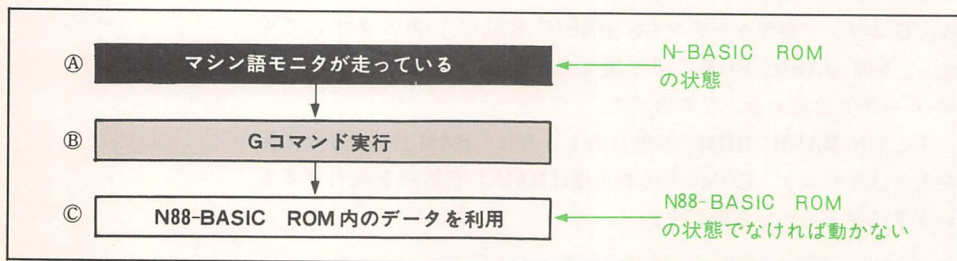 Ⓐ マシン語モニタが走っている
N-BASIC ROM
の状態
Ⓑ Gコマンド実行
Ⓒ N88-BASIC ROM内のデータを利用
N88-BASIC ROM
の状態でなければ動かない